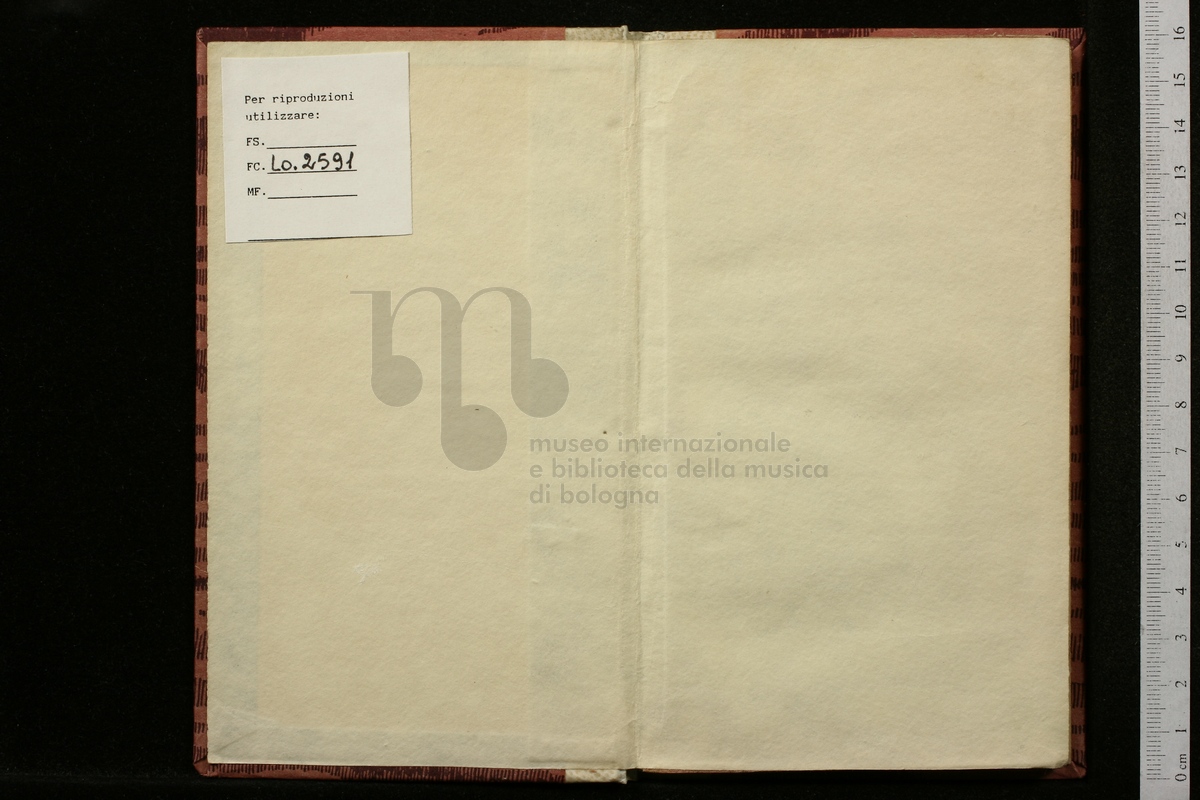 Per riproduzioni
utilizzare:
FS.
FC. Lo.2591
MF.
museo internazionale
e biblioteca della musica
di bologna
16
15
14
13
12
11
10
9
8
7
6
5
4
3
2
1
0 cm